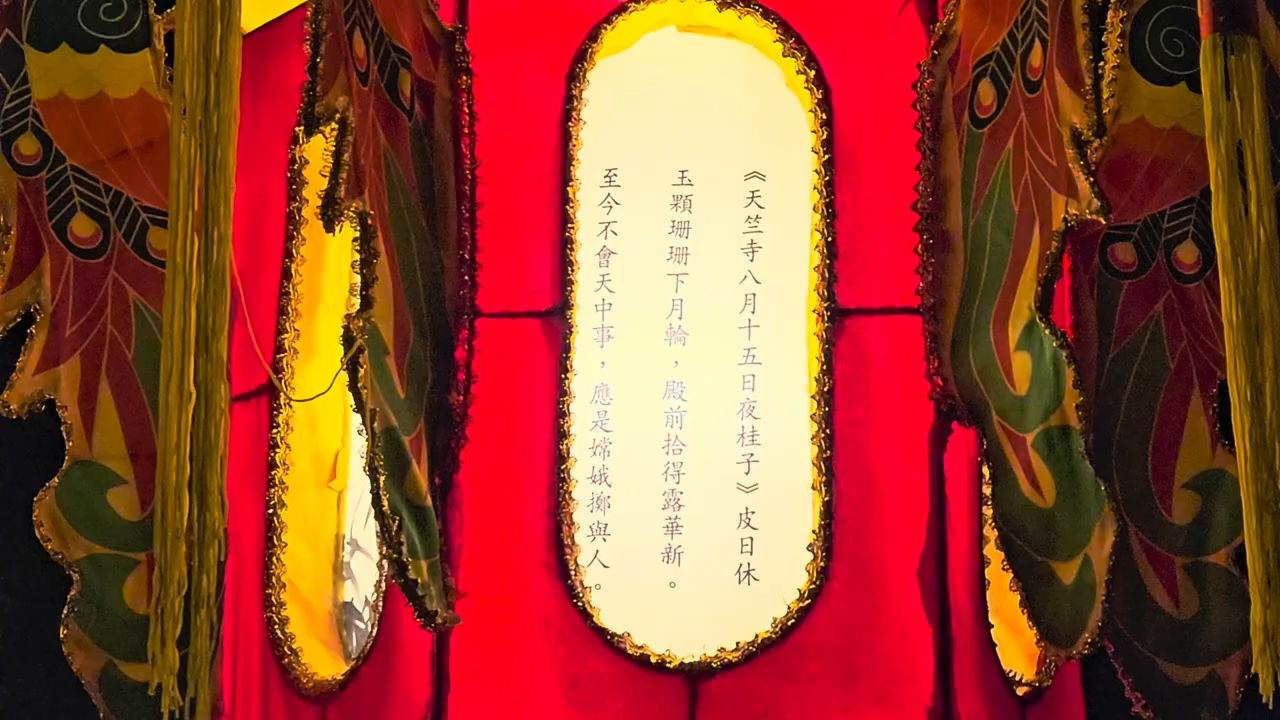 《天竺寺八月十五日夜桂子》皮日休
玉顆珊珊下月輪，殿前拾得露華新。
至今不會天中事，應是嫦娥擲與人。